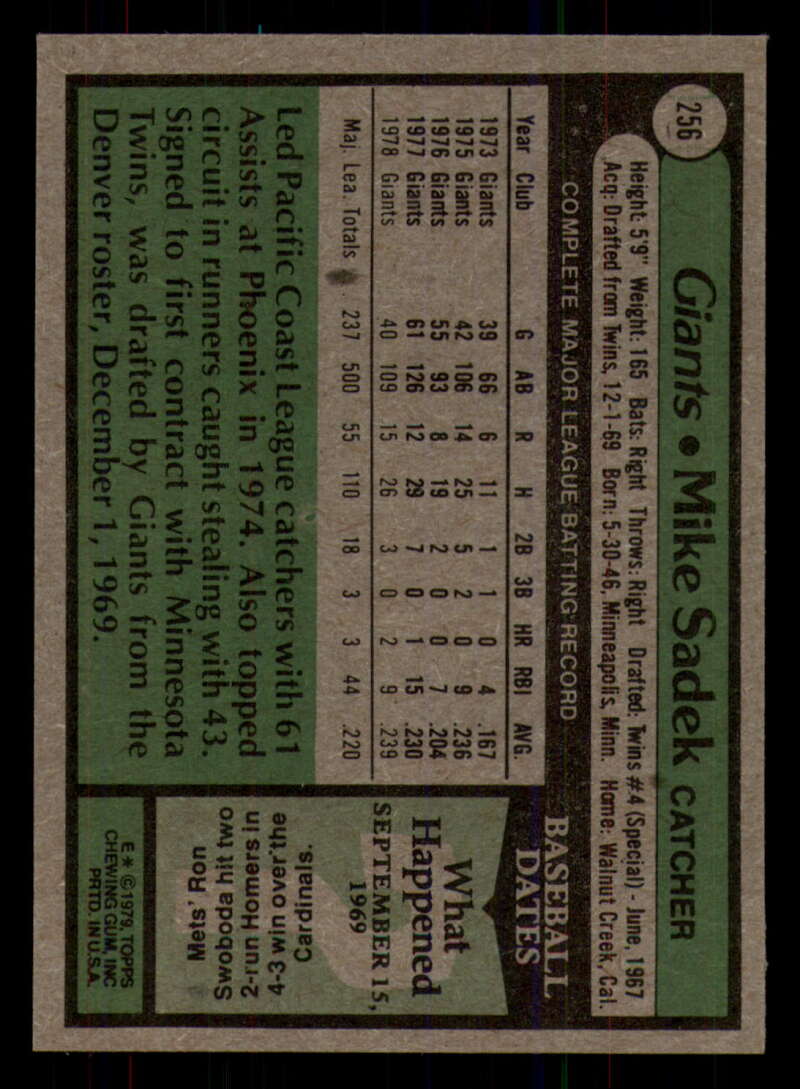 256
Giants • Mike Sadek CATCHER
Height: 5'9" Weight: 165 Bats: Right Throws: Right Drafted: Twins #4 (Special) - June, 1967
Acq: Drafted from Twins, 12-1-69 Born: 5-30-46, Minneapolis, Minn. Home: Walnut Creek, Cal.
COMPLETE MAJOR LEAGUE BATTING RECORD
Year Club G AB R H 2B 3B HR RBI AVG.
1973 Giants 39 66 6 11 1 1 0 4 .167
1975 Giants 42 106 14 25 5 2 0 9 .236
1976 Giants 55 93 8 19 2 0 0 7 .204
1977 Giants 61 126 12 29 7 0 1 15 .230
1978 Giants 40 109 15 26 3 0 2 9 .239
Maj. Lea. Totals 237 500 55 110 18 3 3 44 .220
Led Pacific Coast League catchers with 61
Assists at Phoenix in 1974. Also topped
circuit in runners caught stealing with 43.
Signed to first contract with Minnesota
Twins, was drafted by Giants from the
Denver roster, December 1, 1969.
BASEBALL
DATES
What
Happened
SEPTEMBER 15,
1969
Mets' Ron
Swoboda hit two
2-run Homers in
4-3 win over the
Cardinals.
E✶ ©1979, TOPPS
CHEWING GUM, INC
PRTD. IN U.S.A.